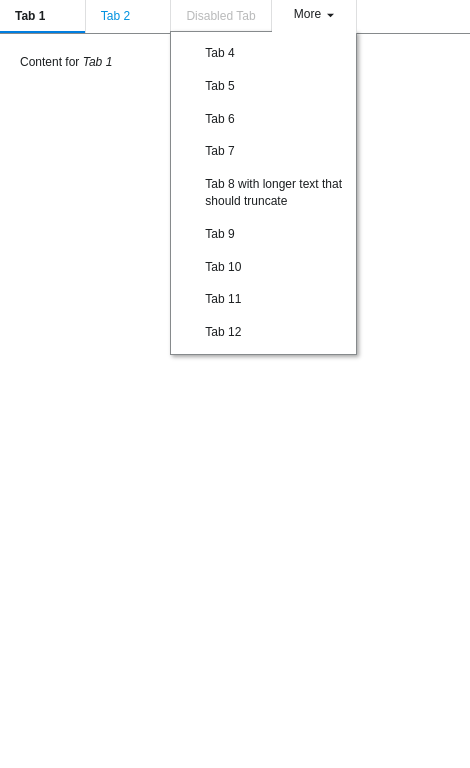 Tab 1
Tab 2
Disabled Tab
More
Content for Tab 1
Tab 4
Tab 5
Tab 6
Tab 7
Tab 8 with longer text that
should truncate
Tab 9
Tab 10
Tab 11
Tab 12